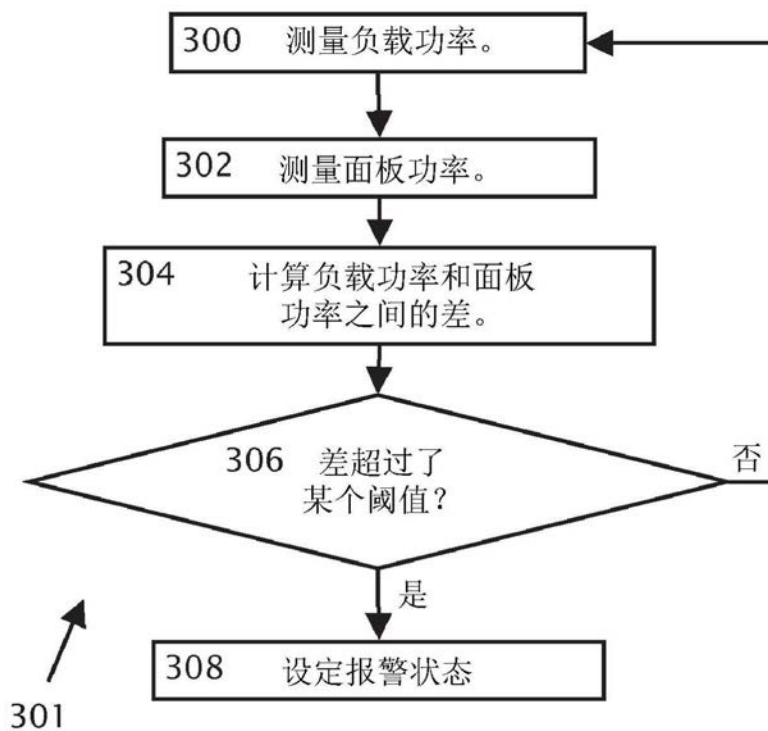 300 测量负载功率。
302 测量面板功率。
304 计算负载功率和面板
功率之间的差。
306 差超过了
某个阈值？
否
是
308 设定报警状态
301